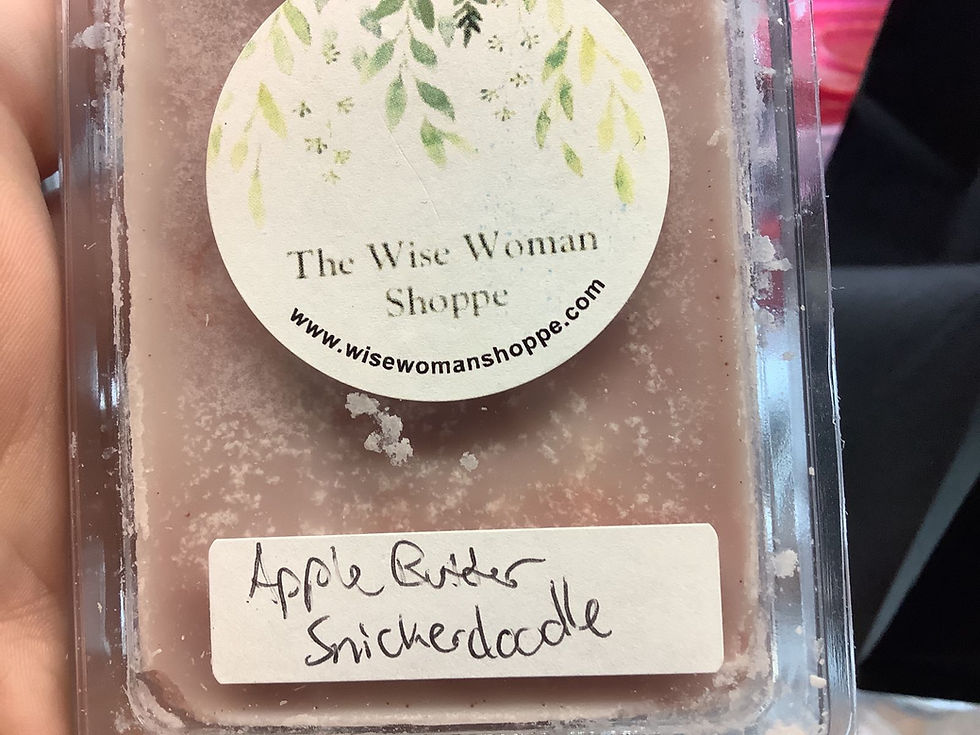 The Wise Woman
Shoppe
www.wisewomanshoppe.com
Apple Butter
Snickerdoodle